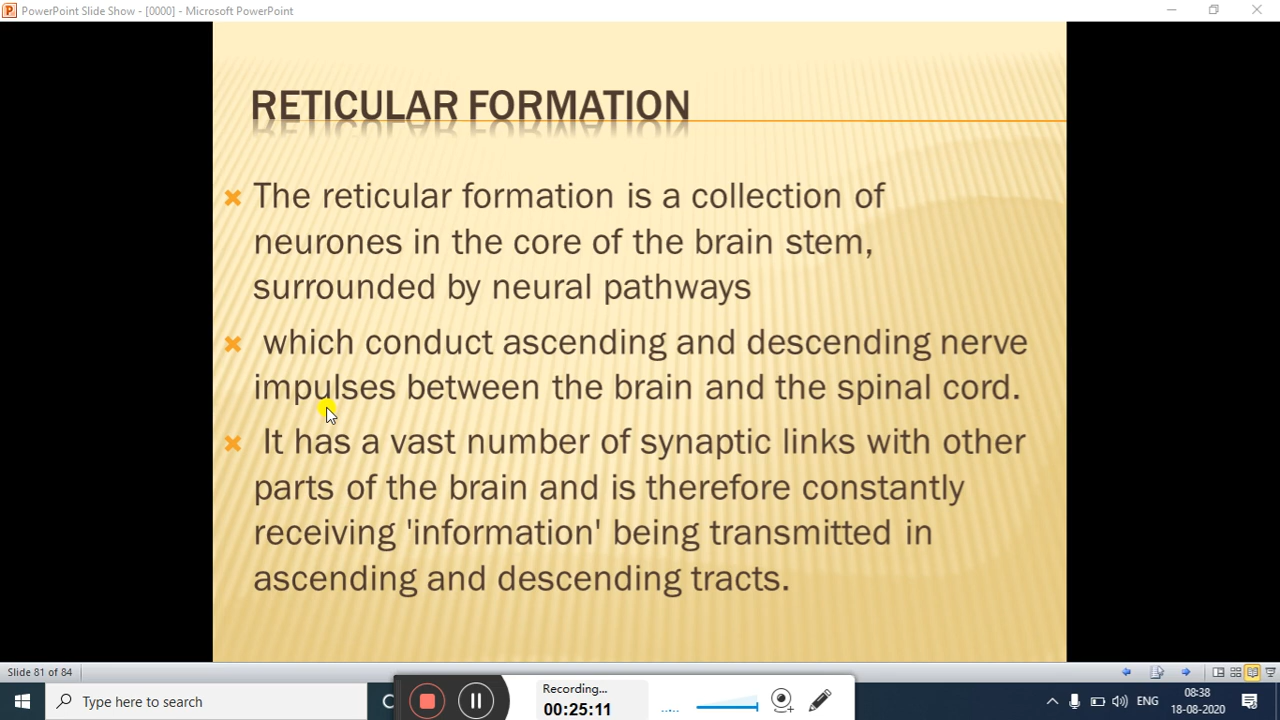 PowerPoint Slide Show - [0000] - Microsoft PowerPoint
RETICULAR FORMATION
The reticular formation is a collection of
neurones in the core of the brain stem,
surrounded by neural pathways
which conduct ascending and descending nerve
impulses between the brain and the spinal cord.
It has a vast number of synaptic links with other
parts of the brain and is therefore constantly
receiving 'information' being transmitted in
ascending and descending tracts.
Slide 81 of 84
Type here to search
Recording...
00:25:11
ENG
08:38
18-08-2020